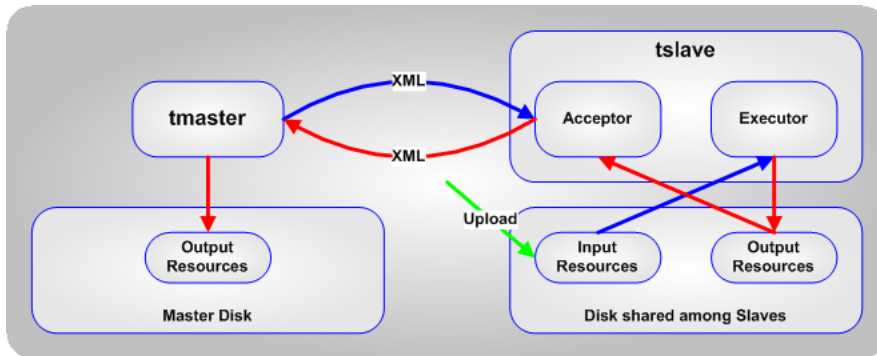 tslave
XML
tmaster
Acceptor
Executor
XML
Upload
Output
Resources
Input
Resources
Output
Resources
Master Disk
Disk shared among Slaves